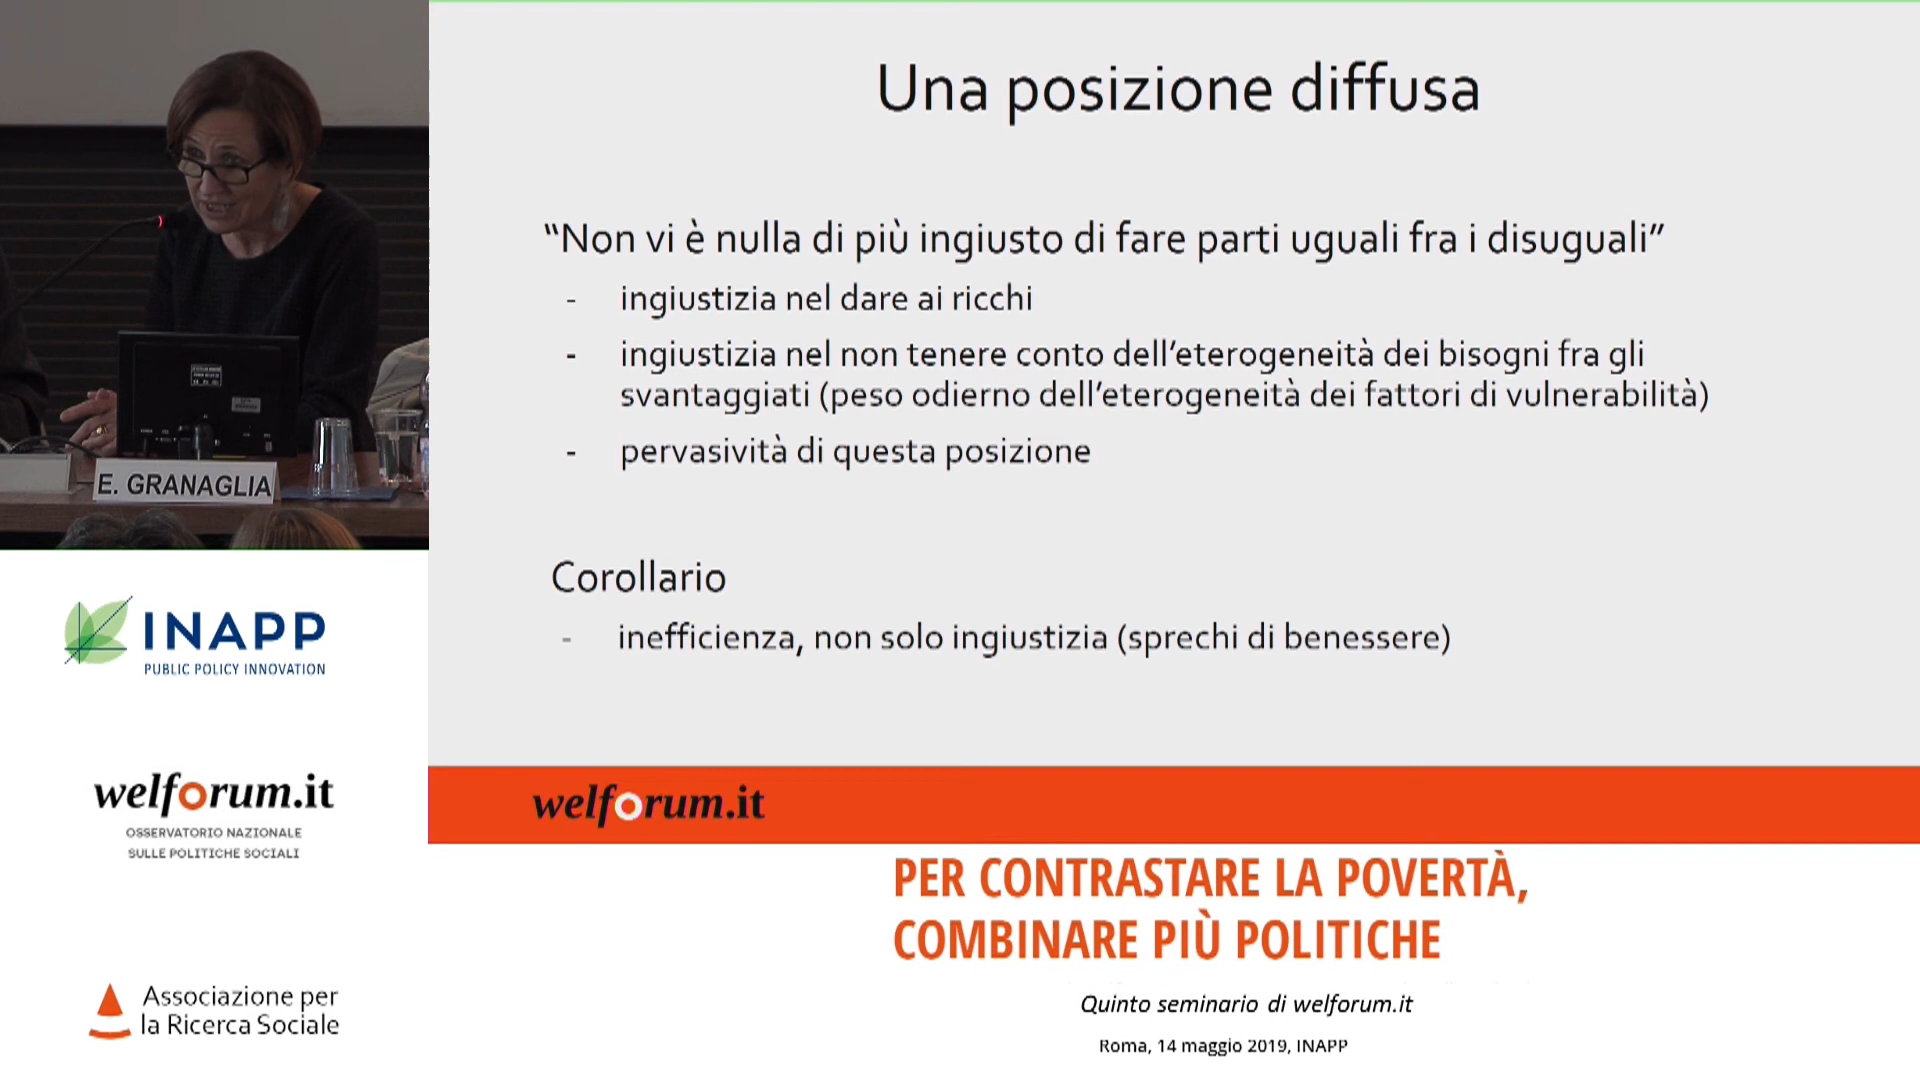 Una posizione diffusa
“Non vi è nulla di più ingiusto di fare parti uguali fra i disuguali”
- ingiustizia nel dare ai ricchi
- ingiustizia nel non tenere conto dell’eterogeneità dei bisogni fra gli
svantaggiati (peso odierno dell’eterogeneità dei fattori di vulnerabilità)
- pervasività di questa posizione
Corollario
- inefficienza, non solo ingiustizia (sprechi di benessere)
welforum.it
E. GRANAGLIA
INAPP
PUBLIC POLICY INNOVATION
welforum.it
OSSERVATORIO NAZIONALE
SULLE POLITICHE SOCIALI
Associazione per
la Ricerca Sociale
PER CONTRASTARE LA POVERTÀ,
COMBINARE PIÙ POLITICHE
Quinto seminario di welforum.it
Roma, 14 maggio 2019, INAPP